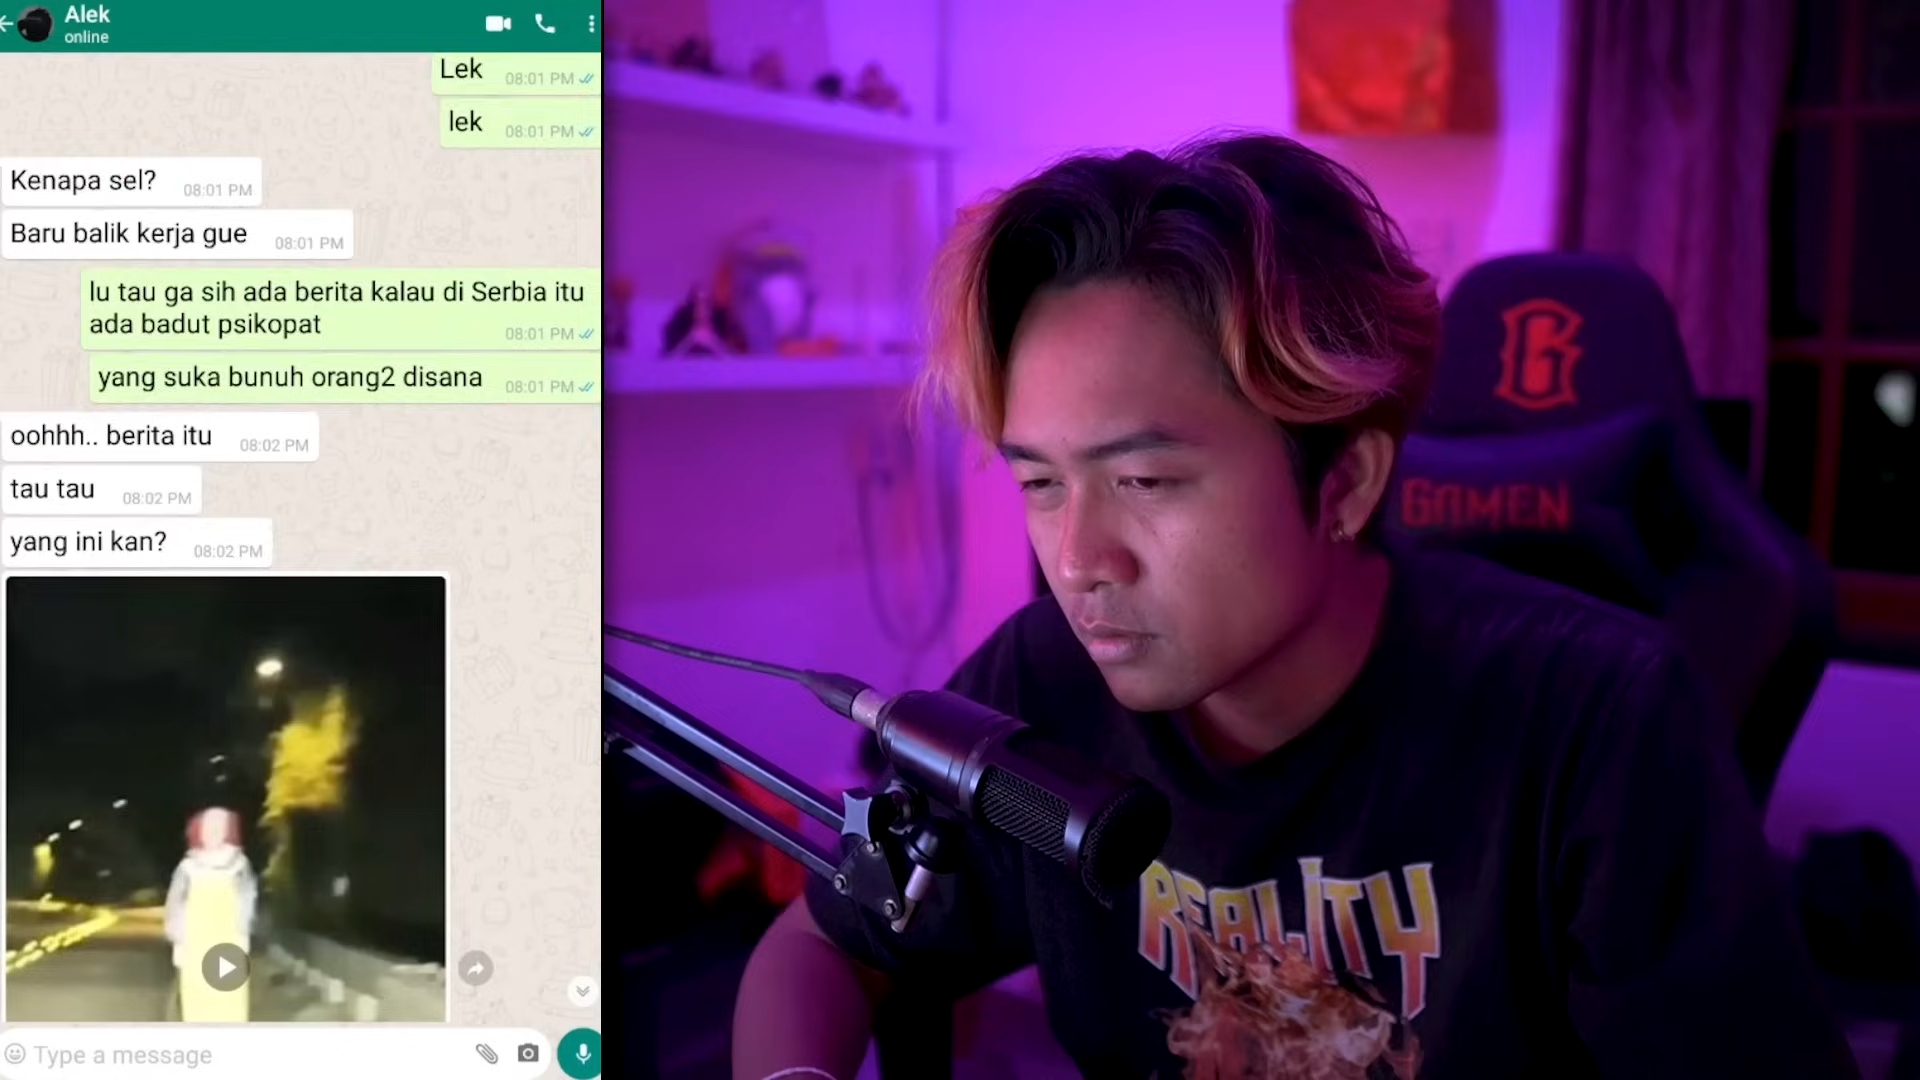 Alek
online
Lek 08:01 PM
lek 08:01 PM
Kenapa sel? 08:01 PM
Baru balik kerja gue 08:01 PM
lu tau ga sih ada berita kalau di Serbia itu
ada badut psikopat 08:01 PM
yang suka bunuh orang2 disana 08:01 PM
oohhh.. berita itu 08:02 PM
tau tau 08:02 PM
yang ini kan? 08:02 PM
Type a message
G
GAMEN
REALITY